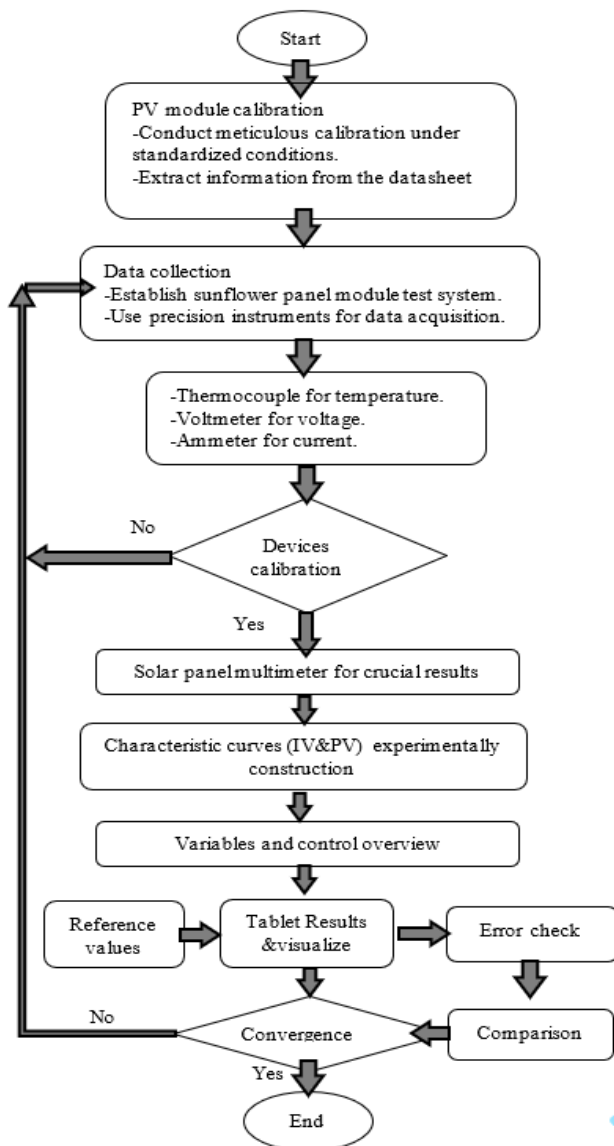 Start
PV module calibration
-Conduct meticulous calibration under
standardized conditions.
-Extract information from the datasheet
Data collection
-Establish sunflower panel module test system.
-Use precision instruments for data acquisition.
-Thermocouple for temperature.
-Voltmeter for voltage.
-Ammeter for current.
No
Devices
calibration
Yes
Solar panel multimeter for crucial results
Characteristic curves (IV&PV) experimentally
construction
Variables and control overview
Reference
values
Tablet Results
&visualize
Error check
No
Convergence
Comparison
Yes
End